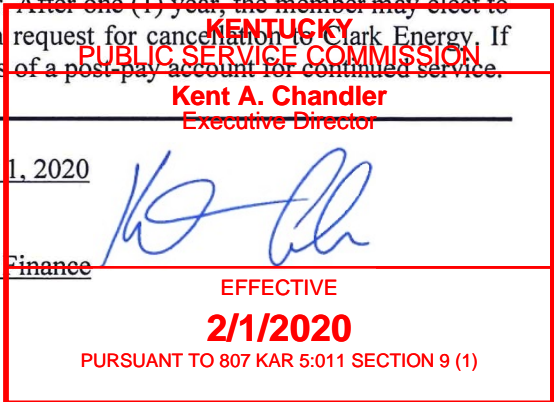 After one (1) year, the member may elect to
KENTUCKY
request for cancellation to Clark Energy. If
PUBLIC SERVICE COMMISSION
of a post-pay account for continued service.
Kent A. Chandler
Executive Director
1, 2020
Finance
EFFECTIVE
2/1/2020
PURSUANT TO 807 KAR 5:011 SECTION 9 (1)